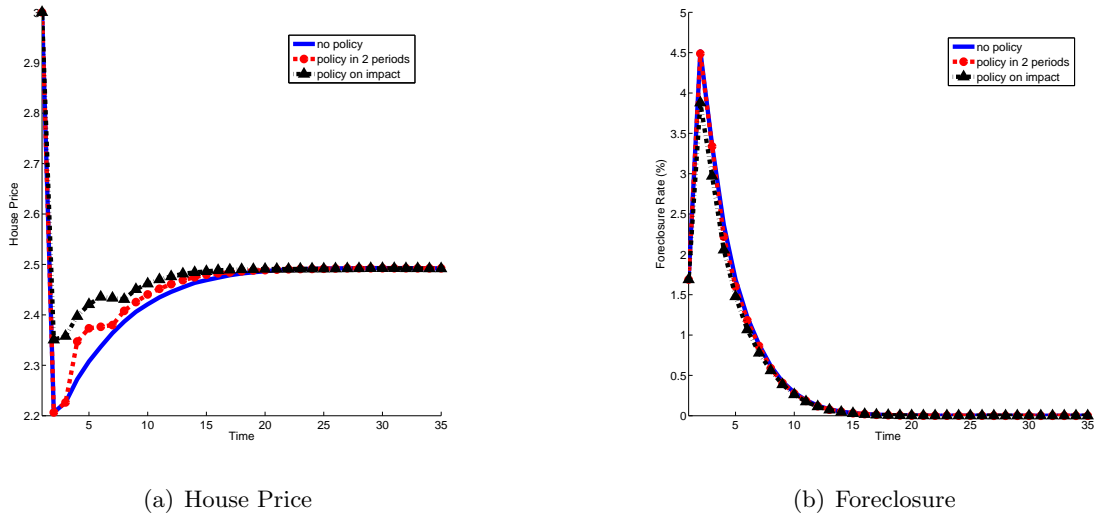 3
2.9
2.8
2.7
2.6
2.5
2.4
2.3
2.2
House Price
5 10 15 20 25 30 35
Time
no policy
policy in 2 periods
policy on impact
(a) House Price
5
4.5
4
3.5
3
2.5
2
1.5
1
0.5
0
Foreclosure Rate (%)
5 10 15 20 25 30 35
Time
no policy
policy in 2 periods
policy on impact
(b) Foreclosure